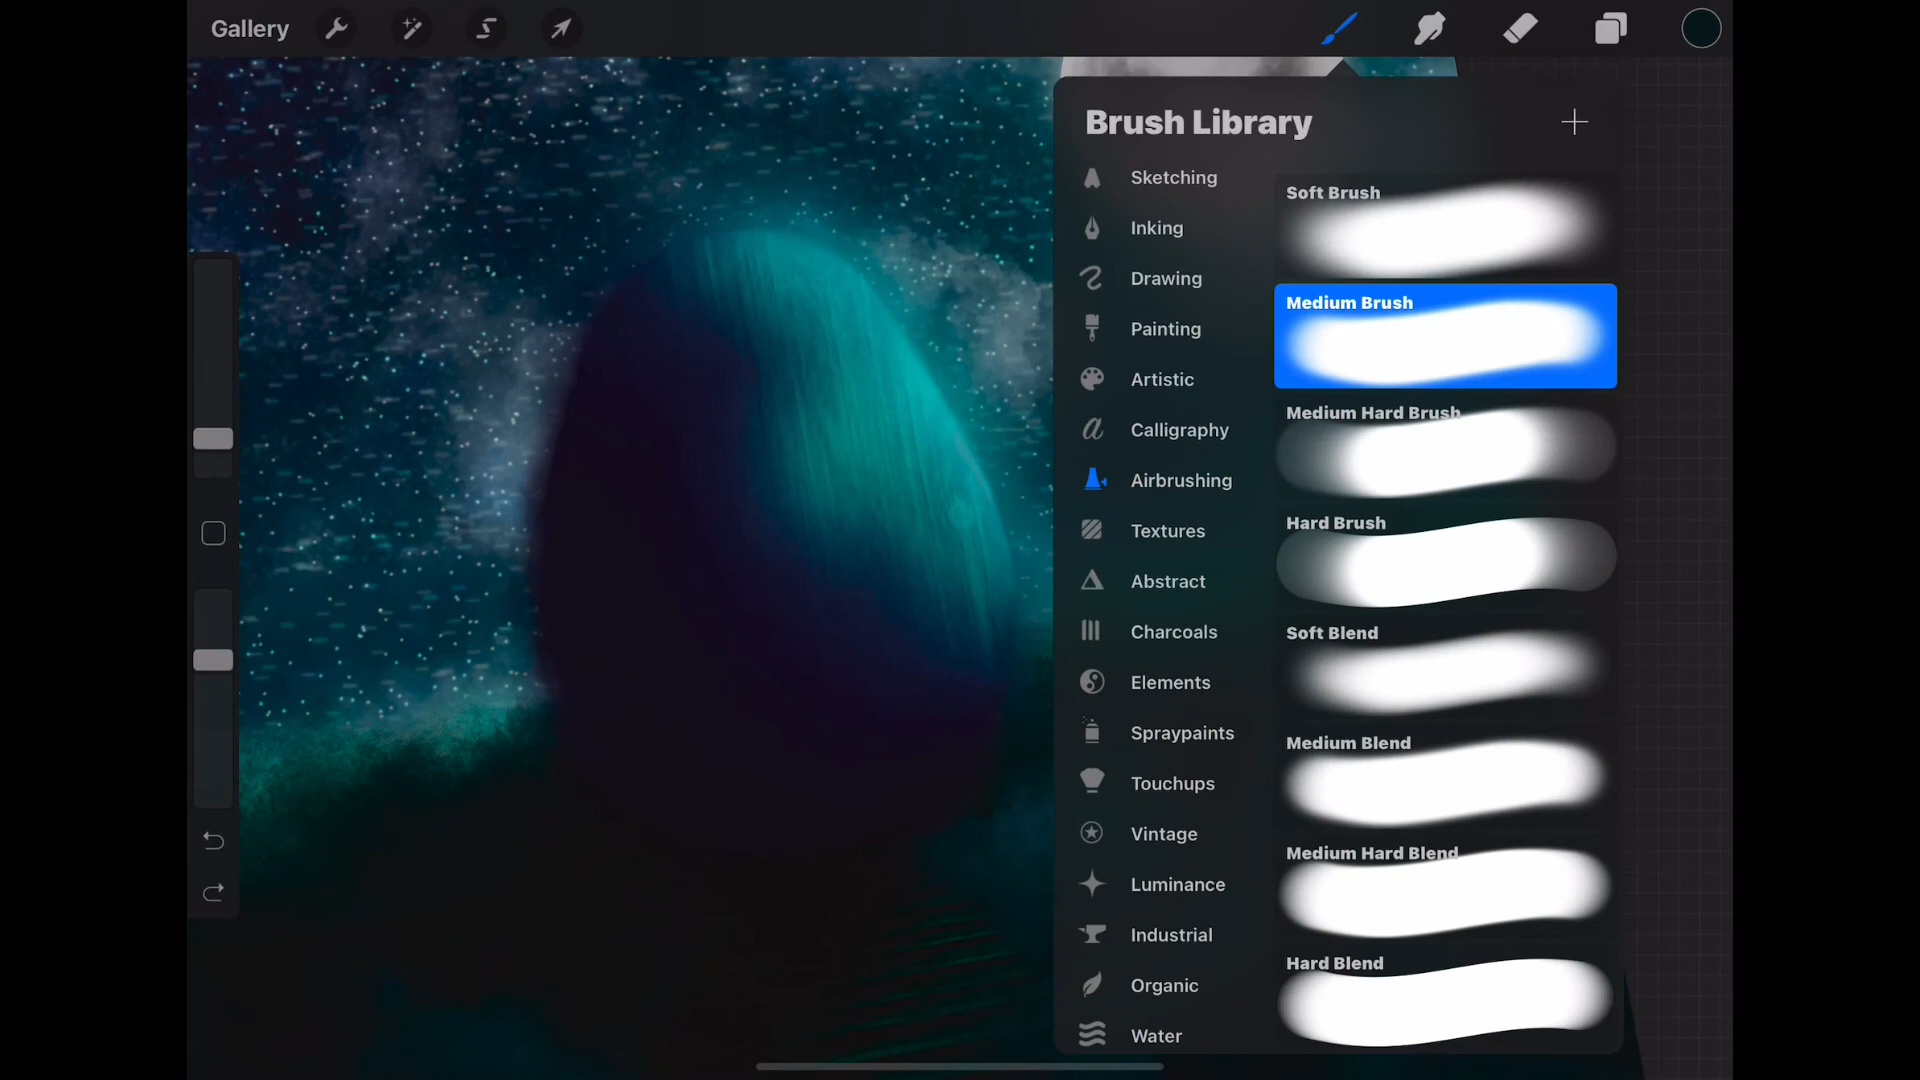 Gallery
Brush Library
Sketching
Inking
Drawing
Painting
Artistic
Calligraphy
Airbrushing
Textures
Abstract
Charcoals
Elements
Spraypaints
Touchups
Vintage
Luminance
Industrial
Organic
Water
Soft Brush
Medium Brush
Medium Hard Brush
Hard Brush
Soft Blend
Medium Blend
Medium Hard Blend
Hard Blend